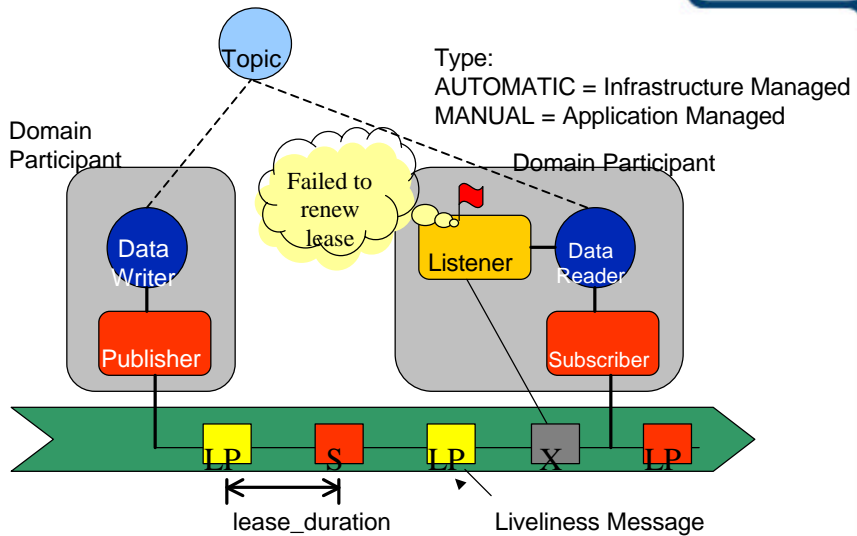 Topic
Type:
AUTOMATIC = Infrastructure Managed
MANUAL = Application Managed
Domain
Participant
Domain Participant
Failed to
renew
lease
Data
Writer
Listener
Data
Reader
Publisher
Subscriber
LP
S
LP
X
LP
lease_duration
Liveliness Message